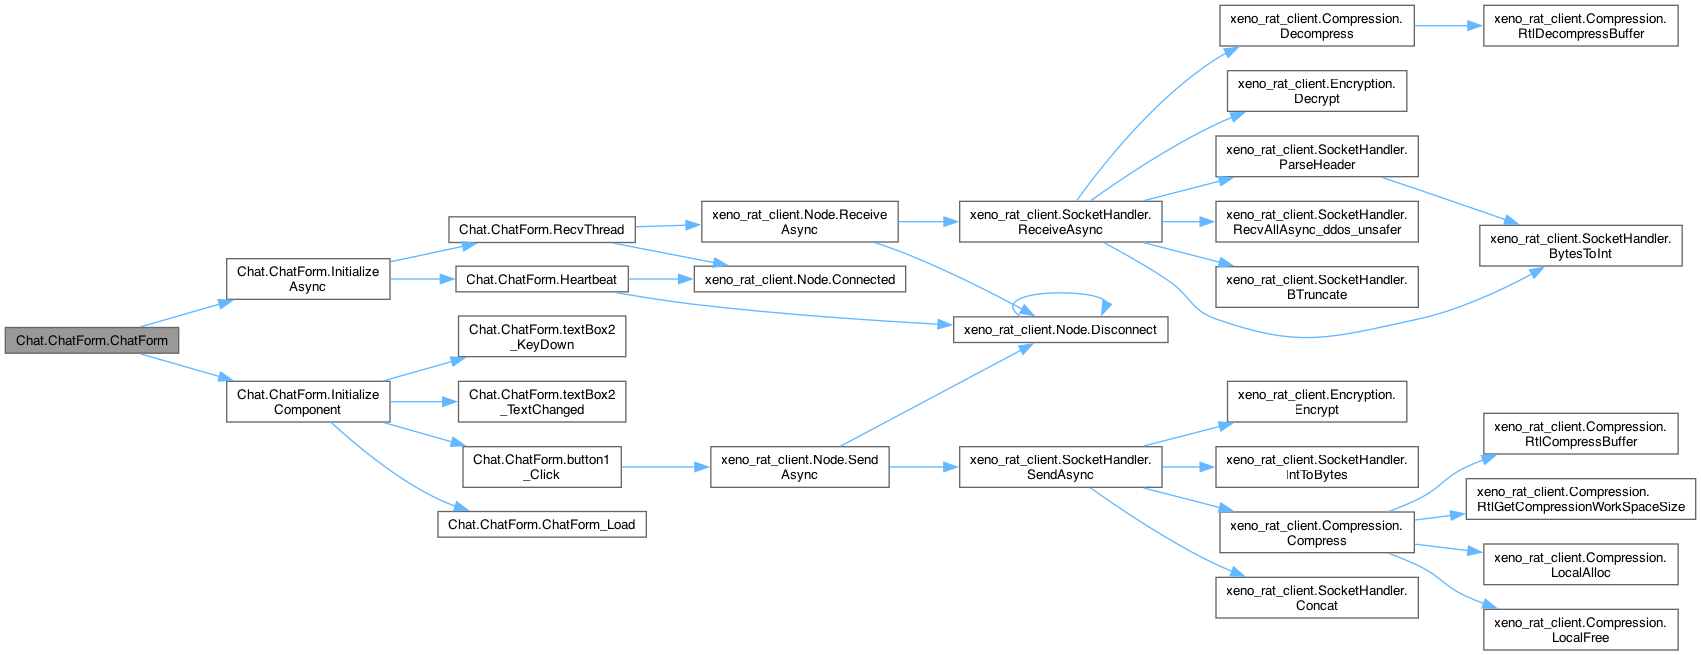 Chat.ChatForm.ChatForm
Chat.ChatForm.Initialize
Async
Chat.ChatForm.Initialize
Component
Chat.ChatForm.RecvThread
Chat.ChatForm.Heartbeat
Chat.ChatForm.textBox2
_KeyDown
Chat.ChatForm.textBox2
_TextChanged
Chat.ChatForm.button1
_Click
Chat.ChatForm.ChatForm_Load
xeno_rat_client.Node.Receive
Async
xeno_rat_client.Node.Connected
xeno_rat_client.Node.Send
Async
xeno_rat_client.SocketHandler.
ReceiveAsync
xeno_rat_client.Node.Disconnect
xeno_rat_client.SocketHandler.
SendAsync
xeno_rat_client.Compression.
Decompress
xeno_rat_client.Encryption.
Decrypt
xeno_rat_client.SocketHandler.
ParseHeader
xeno_rat_client.SocketHandler.
RecvAllAsync_ddos_unsafer
xeno_rat_client.SocketHandler.
BTruncate
xeno_rat_client.Encryption.
Encrypt
xeno_rat_client.SocketHandler.
IntToBytes
xeno_rat_client.Compression.
Compress
xeno_rat_client.SocketHandler.
Concat
xeno_rat_client.Compression.
RtlDecompressBuffer
xeno_rat_client.SocketHandler.
BytesToInt
xeno_rat_client.Compression.
RtlCompressBuffer
xeno_rat_client.Compression.
RtlGetCompressionWorkSpaceSize
xeno_rat_client.Compression.
LocalAlloc
xeno_rat_client.Compression.
LocalFree